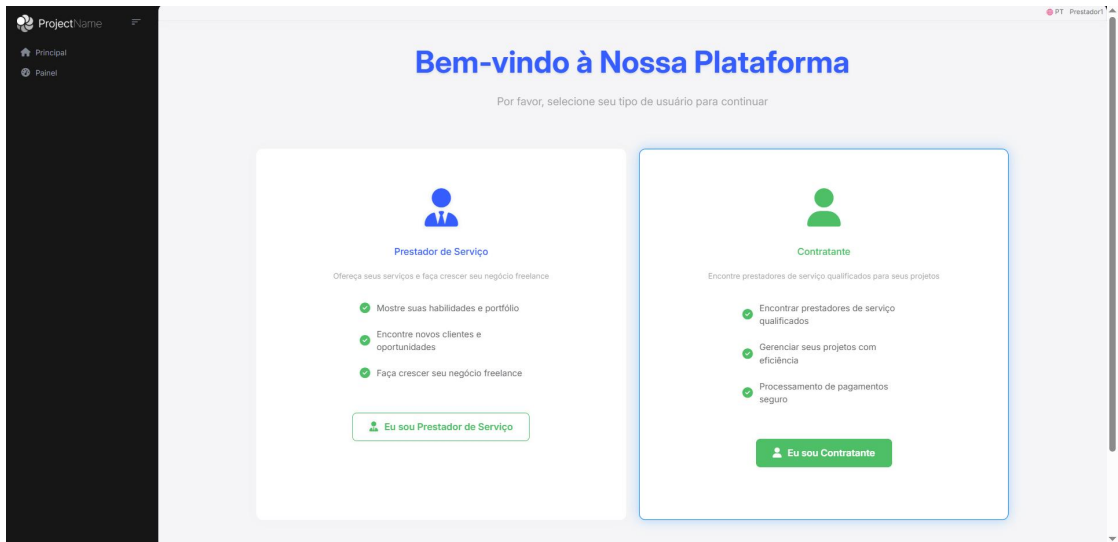 ProjectName
PT Prestador1
Principal
Painel
Bem-vindo à Nossa Plataforma
Por favor, selecione seu tipo de usuário para continuar
Prestador de Serviço
Ofereça seus serviços e faça crescer seu negócio freelance
Mostre suas habilidades e portfólio
Encontre novos clientes e
oportunidades
Faça crescer seu negócio freelance
Eu sou Prestador de Serviço
Contratante
Encontre prestadores de serviço qualificados para seus projetos
Encontrar prestadores de serviço
qualificados
Gerenciar seus projetos com
eficiência
Processamento de pagamentos
seguro
Eu sou Contratante